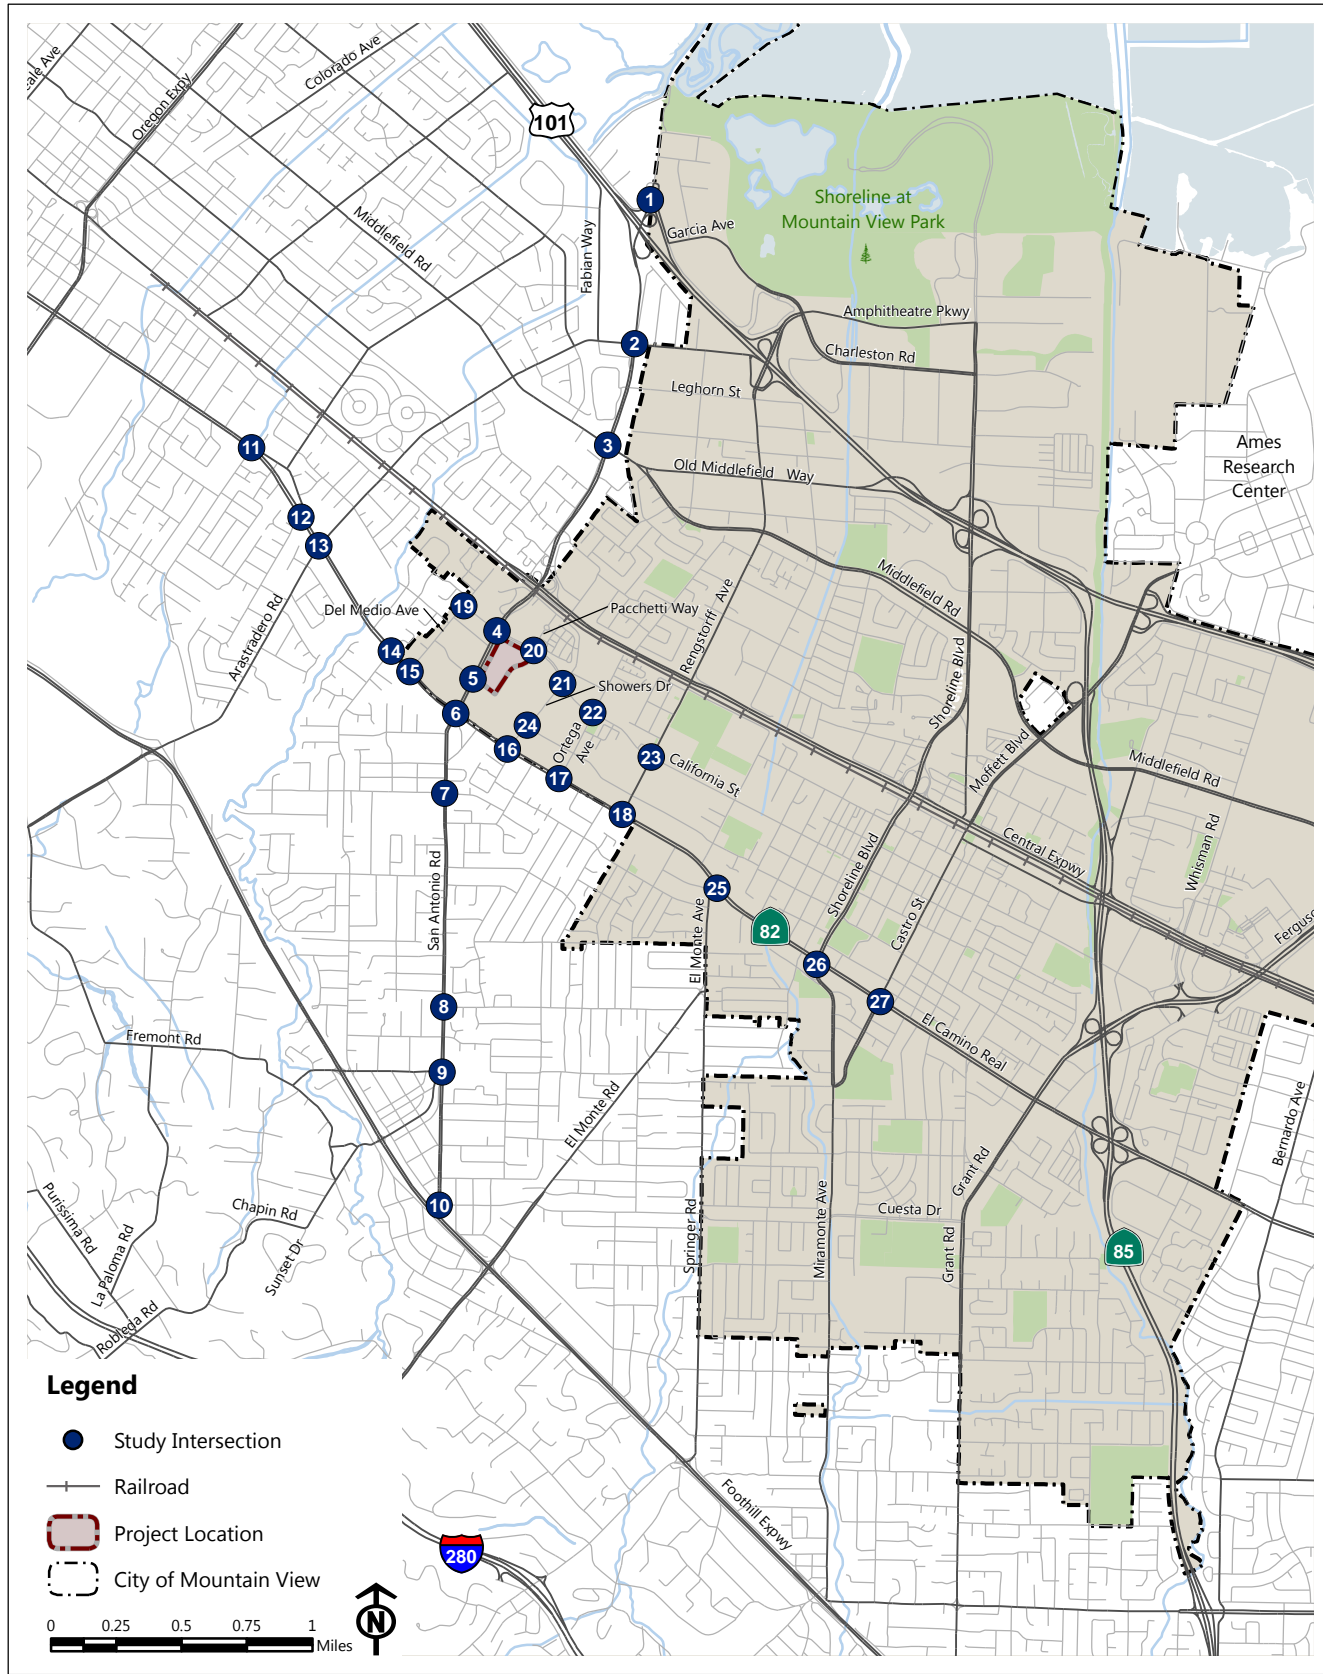 Colorado Ave
Oregon Expy
eale Ave
101
1
Shoreline at
Mountain View Park
Garcia Ave
Middlefield Rd
Fabian Way
Amphitheatre Pkwy
2
Charleston Rd
Leghorn St
11
3
Ames
Research
Center
Old Middlefield Way
12
13
Middlefield Rd
Rengstorff Ave
Del Medio Ave
19
Pacchetti Way
Arastradero Rd
4
14
20
15
5
21
Showers Dr
Shoreline Blvd
6
24
22
Ortega
Ave
16
23
California St
Moffett Blvd
17
Middlefield Rd
7
18
Central Expwy
Whisman Rd
San Antonio Rd
25
Shoreline Blvd
El Monte Ave
82
Castro St
Ferguso
26
8
27
Fremont Rd
El Camino Real
9
El Monte Rd
Bernardo Ave
Grant Rd
Purissima Rd
Chapin Rd
10
Cuesta Dr
La Paloma Rd
Sunset Dr
Springer Rd
Miramonte Ave
Grant Rd
85
Robleda Rd
Legend
Study Intersection
Railroad
Project Location
City of Mountain View
Foothill Expwy
280
0 0.25 0.5 1
Miles
N